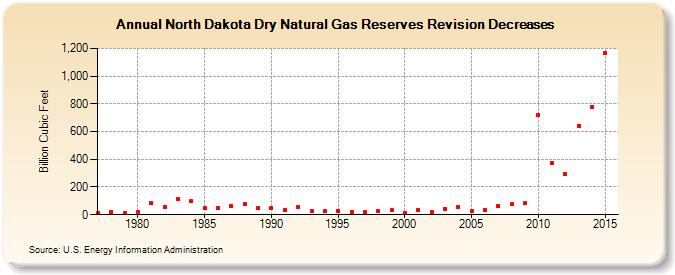 Annual North Dakota Dry Natural Gas Reserves Revision Decreases
Billion Cubic Feet
1,200
1,000
800
600
400
200
0
1980 1985 1990 1995 2000 2005 2010 2015
Source: U.S. Energy Information Administration